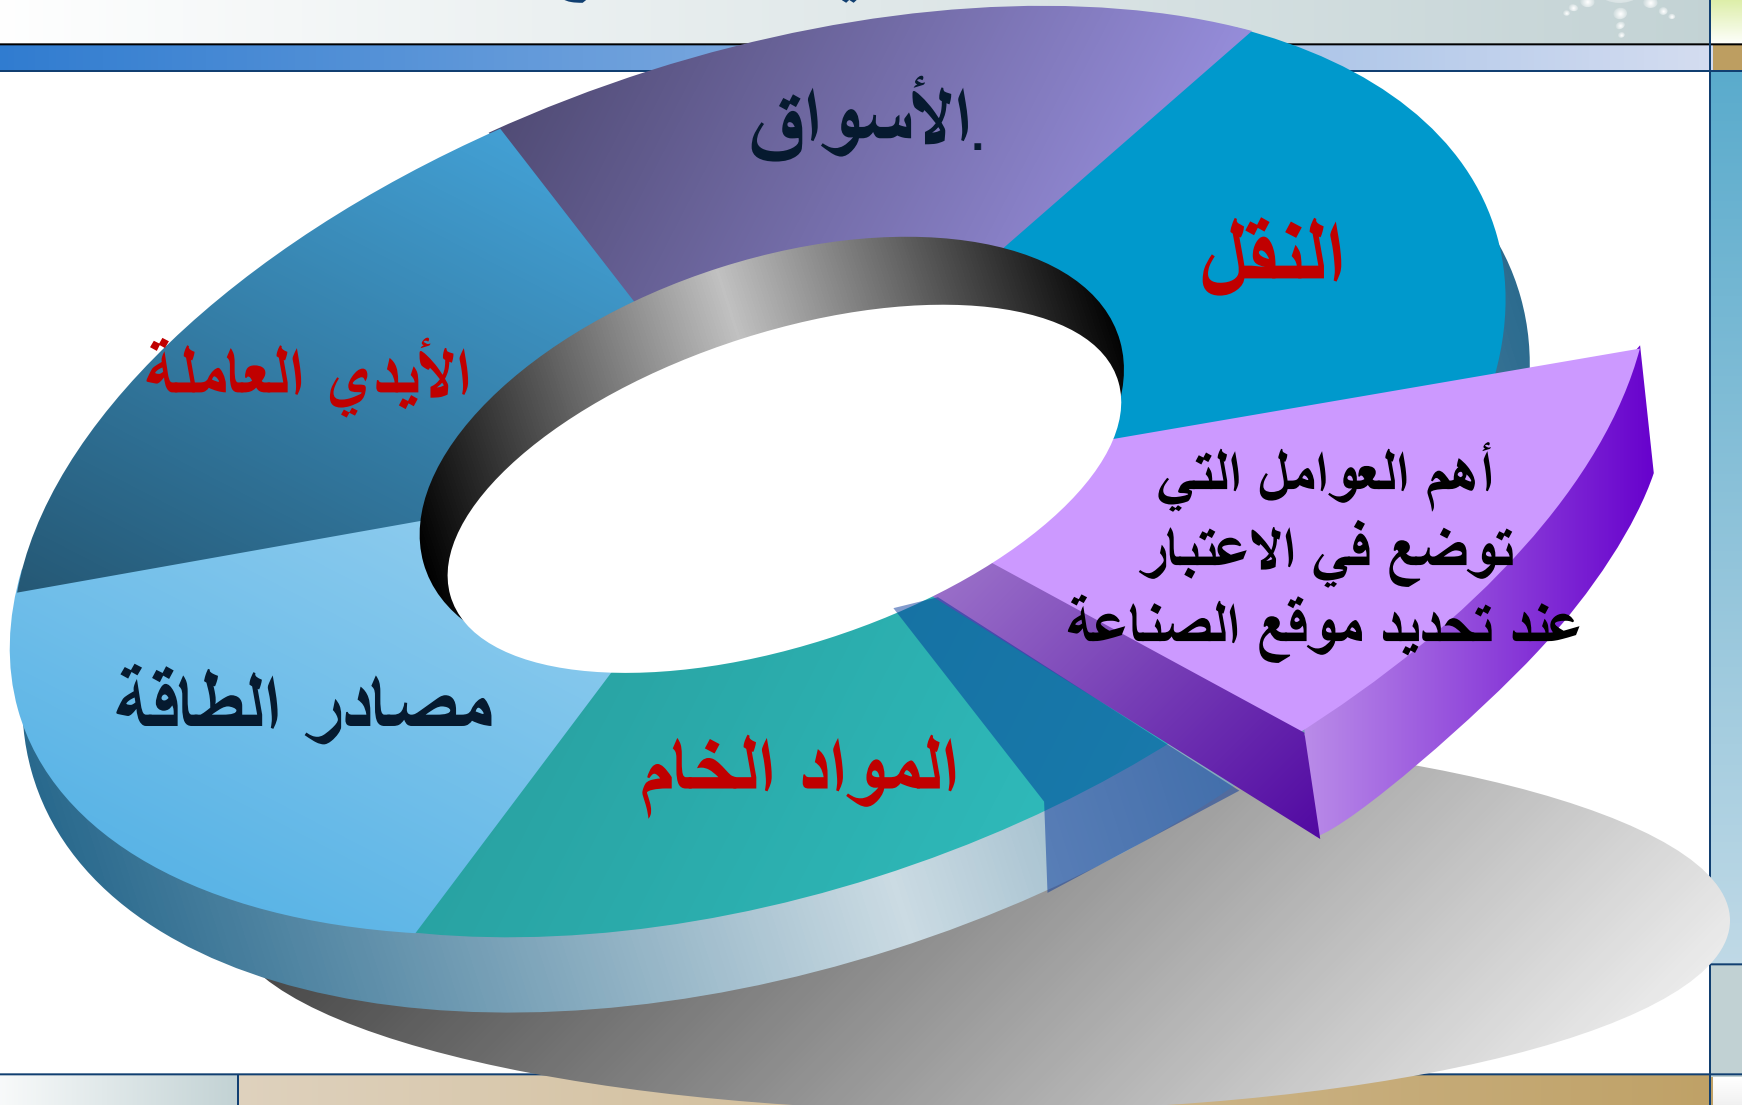 الأسواق.
النقل
الأيدي العاملة
أهم العوامل التي
توضع في الاعتبار
عند تحديد موقع الصناعة
مصادر الطاقة
المواد الخام